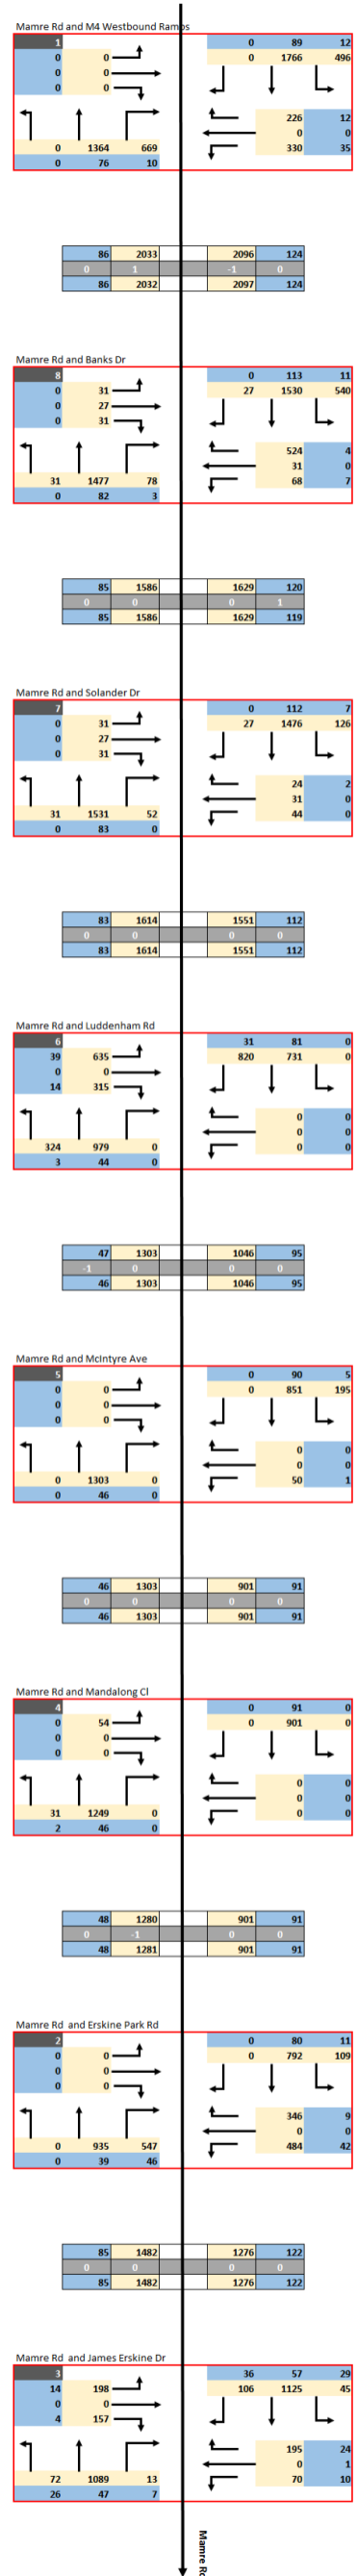 Mamre Rd and M4 Westbound Ramps
1 0 89 12
0 0 0 1766 496
0 0
0 0
226 12
0 0
0 1364 669 330 35
0 76 10
86 2033 2096 124
0 1 -1 0
86 2032 2097 124
Mamre Rd and Banks Dr
8 0 113 11
0 31 27 1530 540
0 27
0 31
524 4
31 0
31 1477 78 68 7
0 82 3
85 1586 1629 120
0 0 0 1
85 1586 1629 119
Mamre Rd and Solander Dr
7 0 112 7
0 31 27 1476 126
0 27
0 31
24 2
31 0
31 1531 52 44 0
0 83 0
83 1614 1551 112
0 0 0 0
83 1614 1551 112
Mamre Rd and Luddenham Rd
6 31 81 0
39 635 820 731 0
0 0
14 315
0 0
0 0
324 979 0 0 0
3 44 0
47 1303 1046 95
-1 0 0 0
46 1303 1046 95
Mamre Rd and McIntyre Ave
5 0 90 5
0 0 0 851 195
0 0
0 0
0 0
0 0
0 1303 0 50 1
0 46 0
46 1303 901 91
0 0 0 0
46 1303 901 91
Mamre Rd and Mandalong Cl
4 0 91 0
0 54 0 901 0
0 0
0 0
0 0
0 0
31 1249 0 0 0
2 46 0
48 1280 901 91
0 -1 0 0
48 1281 901 91
Mamre Rd and Erskine Park Rd
2 0 80 11
0 0 0 792 109
0 0
0 0
346 9
0 0
0 935 547 484 42
0 39 46
85 1482 1276 122
0 0 0 0
85 1482 1276 122
Mamre Rd and James Erskine Dr
3 36 57 29
14 198 106 1125 45
0 0
4 157
195 24
0 1
72 1089 13 70 10
26 47 7
Mamre Rd